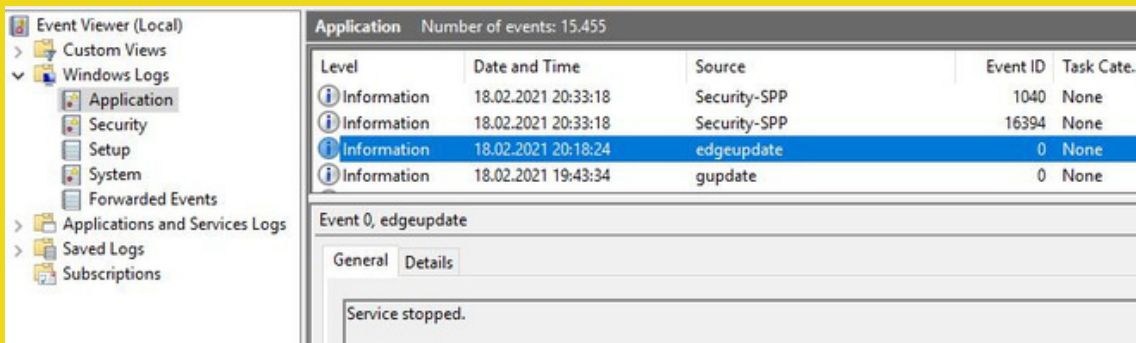 Event Viewer (Local)
Custom Views
Windows Logs
Application
Security
Setup
System
Forwarded Events
Applications and Services Logs
Saved Logs
Subscriptions
Application Number of events: 15.455
Level Date and Time Source Event ID Task Cate..
Information 18.02.2021 20:33:18 Security-SPP 1040 None
Information 18.02.2021 20:33:18 Security-SPP 16394 None
Information 18.02.2021 20:18:24 edgeupdate 0 None
Information 18.02.2021 19:43:34 gupdate 0 None
Event 0, edgeupdate
General Details
Service stopped.